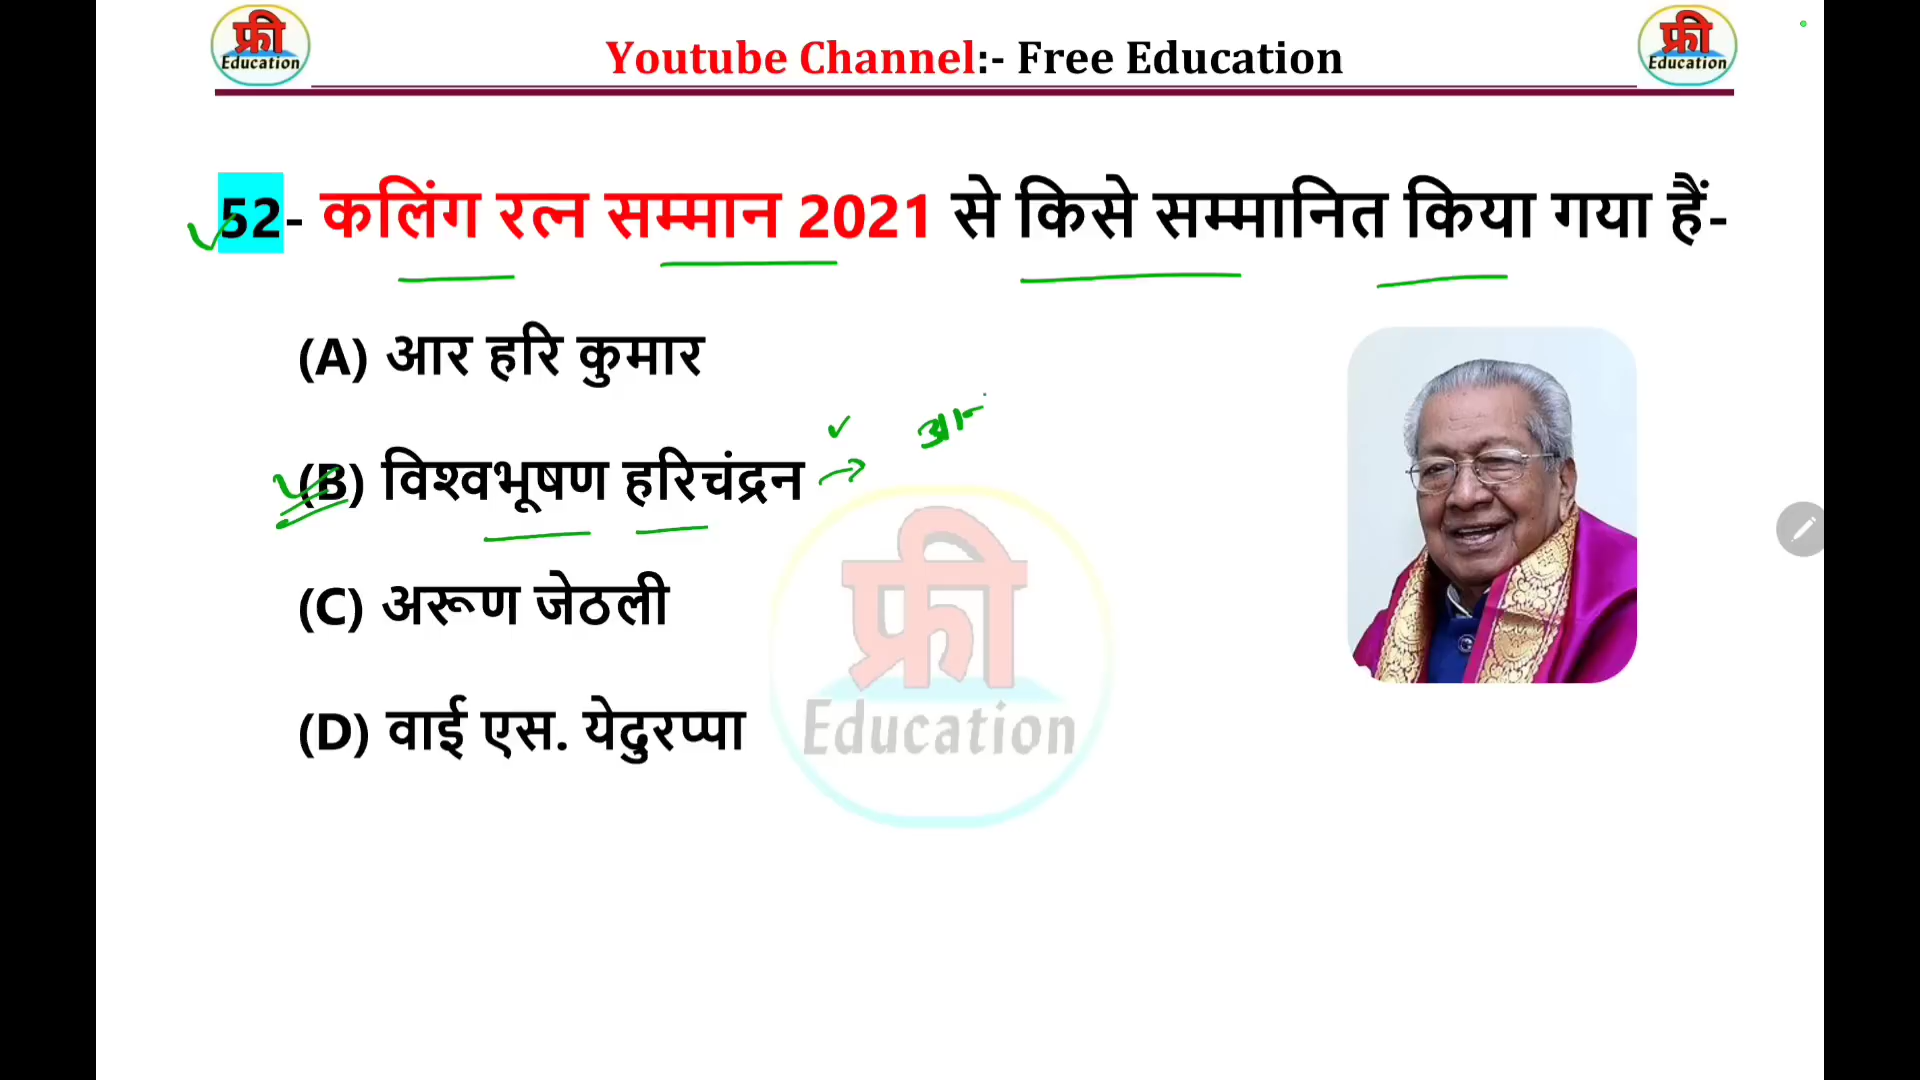 फ्री
Education
Youtube Channel:- Free Education
फ्री
Education
52- कलिंग रत्न सम्मान 2021 से किसे सम्मानित किया गया हैं-
(A) आर हरि कुमार
(B) विश्वभूषण हरिचंद्रन
(C) अरूण जेठली
(D) वाई एस. येदुरप्पा
फ्री
Education